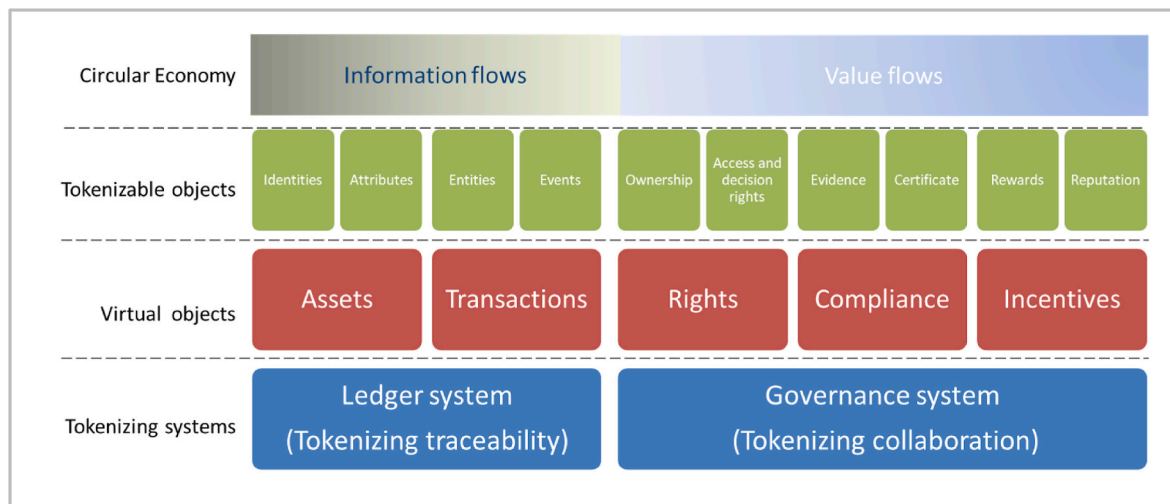 Circular Economy
Information flows
Value flows
Tokenizable objects
Identities
Attributes
Entities
Events
Ownership
Access and
decision
rights
Evidence
Certificate
Rewards
Reputation
Virtual objects
Assets
Transactions
Rights
Compliance
Incentives
Tokenizing systems
Ledger system
(Tokenizing traceability)
Governance system
(Tokenizing collaboration)